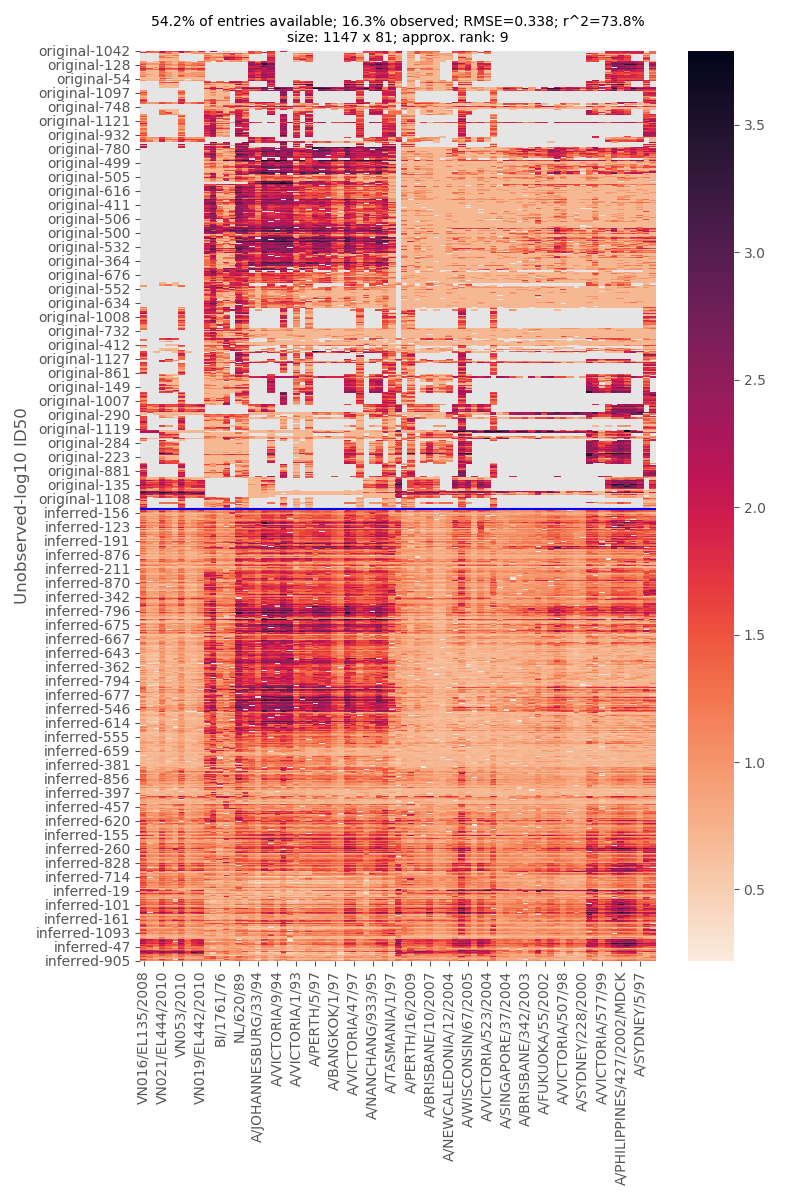 54.2% of entries available; 16.3% observed; RMSE=0.338; r^2=73.8%
size: 1147 x 81; approx. rank: 9
Unobserved-log10 ID50
original-1042
original-128
original-54
original-1097
original-748
original-1121
original-932
original-780
original-499
original-505
original-616
original-411
original-506
original-500
original-532
original-364
original-676
original-552
original-634
original-1008
original-732
original-412
original-1127
original-861
original-149
original-1007
original-290
original-1119
original-284
original-223
original-881
original-135
original-1108
inferred-156
inferred-123
inferred-191
inferred-876
inferred-211
inferred-870
inferred-342
inferred-796
inferred-675
inferred-667
inferred-643
inferred-362
inferred-794
inferred-677
inferred-546
inferred-614
inferred-555
inferred-659
inferred-381
inferred-856
inferred-397
inferred-457
inferred-620
inferred-155
inferred-260
inferred-828
inferred-714
inferred-19
inferred-101
inferred-161
inferred-1093
inferred-47
inferred-905
VN016/EL135/2008
VN021/EL444/2010
VN053/2010
VN019/EL442/2010
BI/1761/76
NL/620/89
A/JOHANNESBURG/33/94
A/VICTORIA/9/94
A/VICTORIA/1/93
A/PERTH/5/97
A/BANGKOK/1/97
A/VICTORIA/47/97
A/NANCHANG/933/95
A/TASMANIA/1/97
A/PERTH/16/2009
A/BRISBANE/10/2007
A/NEWCALEDONIA/12/2004
A/WISCONSIN/67/2005
A/VICTORIA/523/2004
A/SINGAPORE/37/2004
A/BRISBANE/342/2003
A/FUKUOKA/55/2002
A/VICTORIA/507/98
A/SYDNEY/228/2000
A/VICTORIA/577/99
A/PHILIPPINES/427/2002/MDCK
A/SYDNEY/5/97
3.5
3.0
2.5
2.0
1.5
1.0
0.5